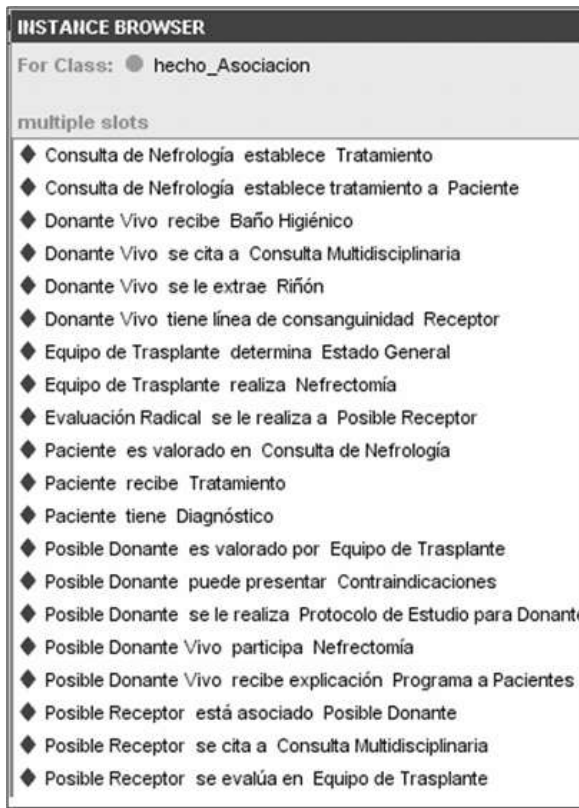 INSTANCE BROWSER
For Class: hecho_Asociacion
multiple slots
Consulta de Nefrología establece Tratamiento
Consulta de Nefrología establece tratamiento a Paciente
Donante Vivo recibe Baño Higiénico
Donante Vivo se cita a Consulta Multidisciplinaria
Donante Vivo se le extrae Riñón
Donante Vivo tiene línea de consanguinidad Receptor
Equipo de Trasplante determina Estado General
Equipo de Trasplante realiza Nefrectomía
Evaluación Radical se le realiza a Posible Receptor
Paciente es valorado en Consulta de Nefrología
Paciente recibe Tratamiento
Paciente tiene Diagnóstico
Posible Donante es valorado por Equipo de Trasplante
Posible Donante puede presentar Contraindicaciones
Posible Donante se le realiza Protocolo de Estudio para Donante
Posible Donante Vivo participa Nefrectomía
Posible Donante Vivo recibe explicación Programa a Pacientes
Posible Receptor está asociado Posible Donante
Posible Receptor se cita a Consulta Multidisciplinaria
Posible Receptor se evalúa en Equipo de Trasplante